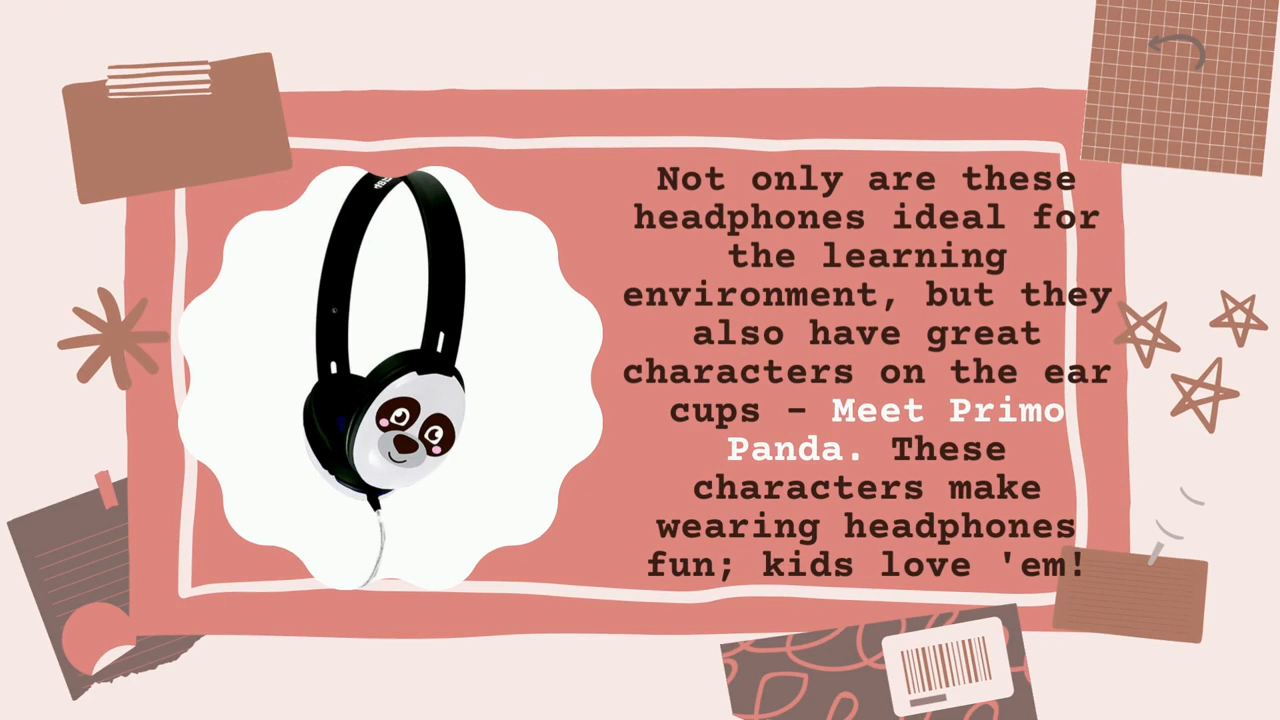 Not only are these
headphones ideal for
the learning
environment, but they
also have great
characters on the ear
cups - Meet Primo
Panda. These
characters make
wearing headphones
fun; kids love 'em!